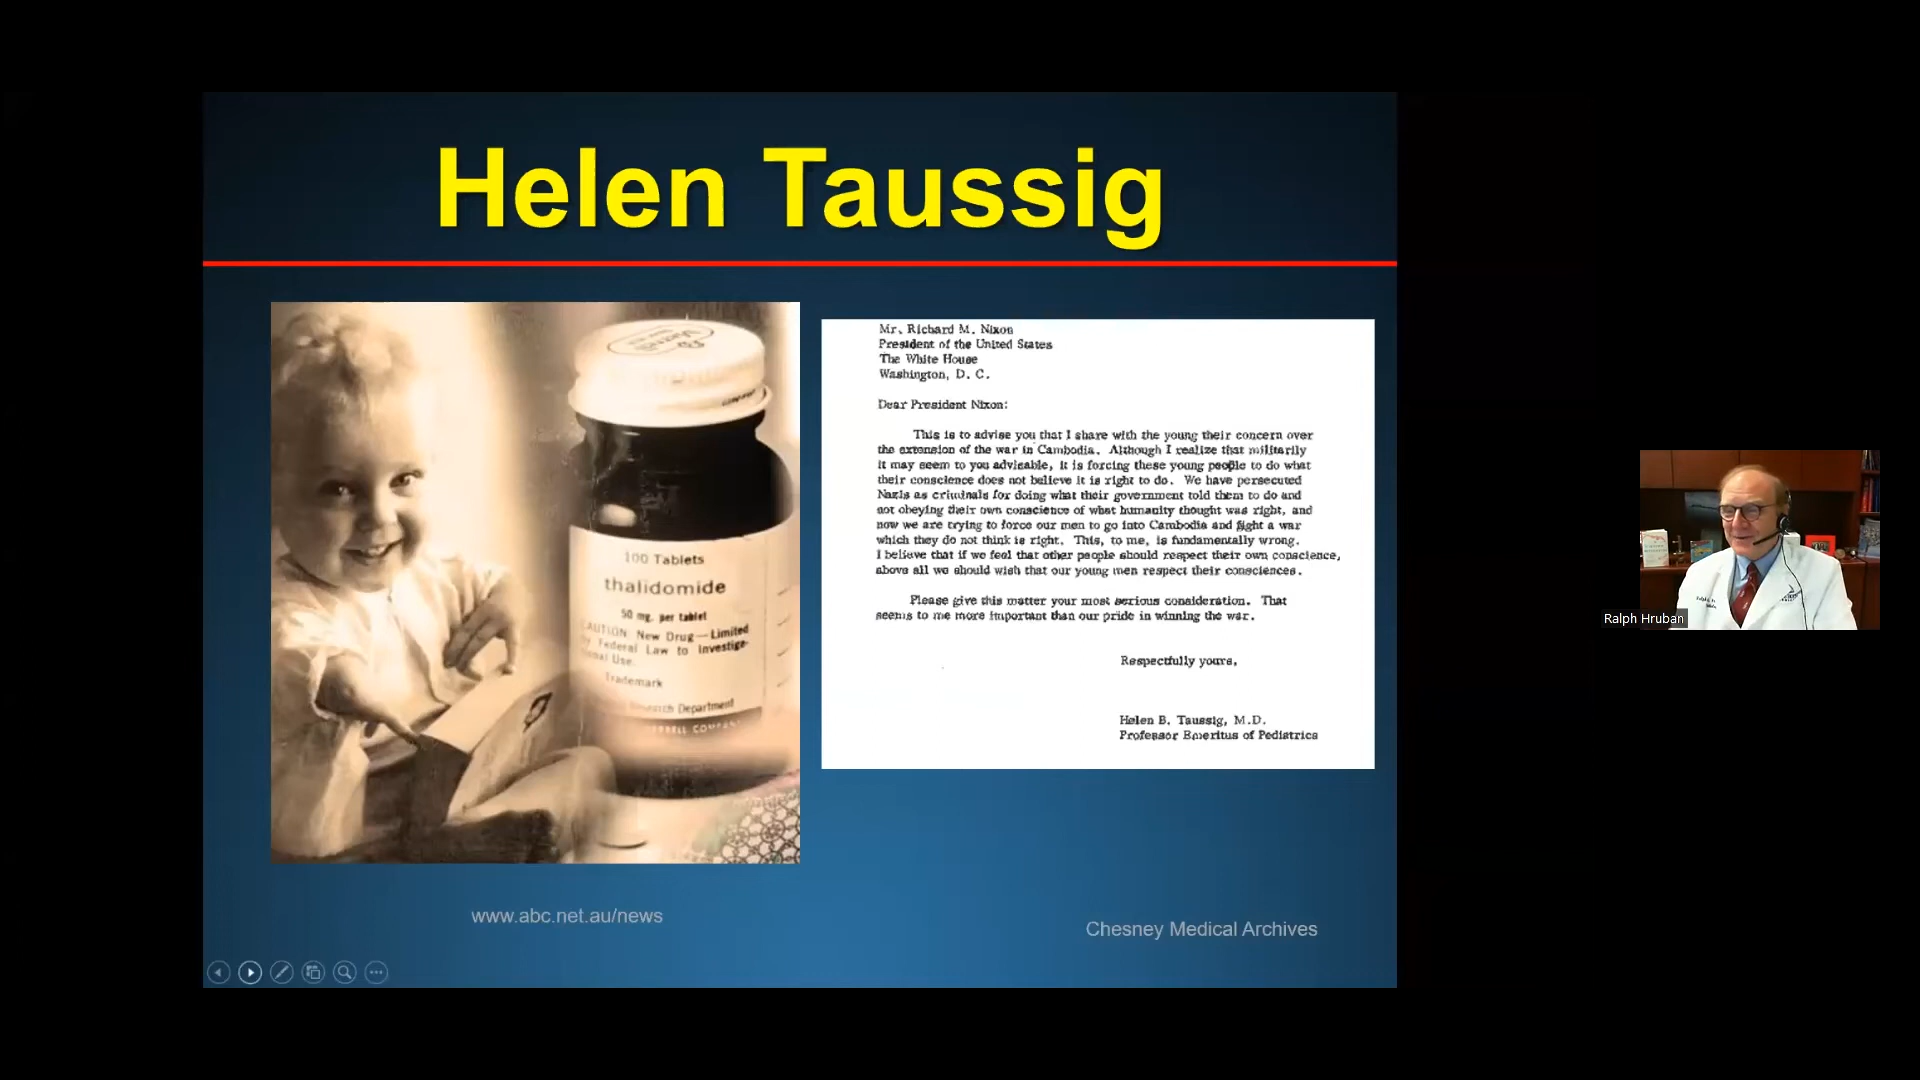 Helen Taussig
100 Tablets
thalidomide
50 mg. per tablet
CAUTION New Drug—Limited
by Federal Law to Investiga-
tional Use.
Trademark
Research Department
MERRELL COMPANY
Mr. Richard M. Nixon
President of the United States
The White House
Washington, D. C.
Dear President Nixon:
This is to advise you that I share with the young their concern over
the extension of the war in Cambodia. Although I realize that militarily
it may seem to you advisable, it is forcing these young people to do what
their conscience does not believe it is right to do. We have persecuted
Nazis as criminals for doing what their government told them to do and
not obeying their own conscience of what humanity thought was right, and
now we are trying to force our men to go into Cambodia and fight a war
which they do not think is right. This, to me, is fundamentally wrong.
I believe that if we feel that other people should respect their own conscience,
above all we should wish that our young men respect their consciences.
Please give this matter your most serious consideration. That
seems to me more important than our pride in winning the war.
Respectfully yours,
Helen B. Taussig, M.D.
Professor Emeritus of Pediatrics
www.abc.net.au/news
Chesney Medical Archives
Ralph Hruban